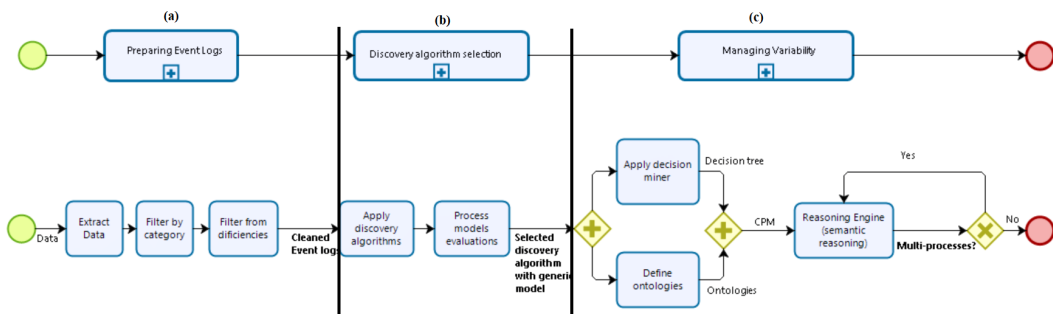 (a)
(b)
(c)
Preparing Event Logs
Discovery algorithm selection
Managing Variability
Data
Extract
Data
Filter by
category
Filter from
dificiencies
Cleaned
Event logs
Apply
discovery
algorithms
Process
models
evaluations
Selected
discovery
algorithm
with generic
model
Apply decision
miner
Decision tree
Define
ontologies
Ontologies
CPM
Reasoning Engine
(semantic
reasoning)
Yes
Multi-processes?
No